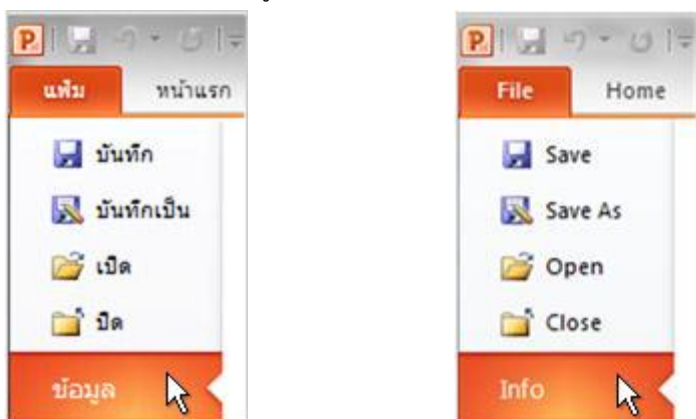 แฟ้ม หน้าแรก
บันทึก
บันทึกเป็น
เปิด
ปิด
ข้อมูล
File Home
Save
Save As
Open
Close
Info